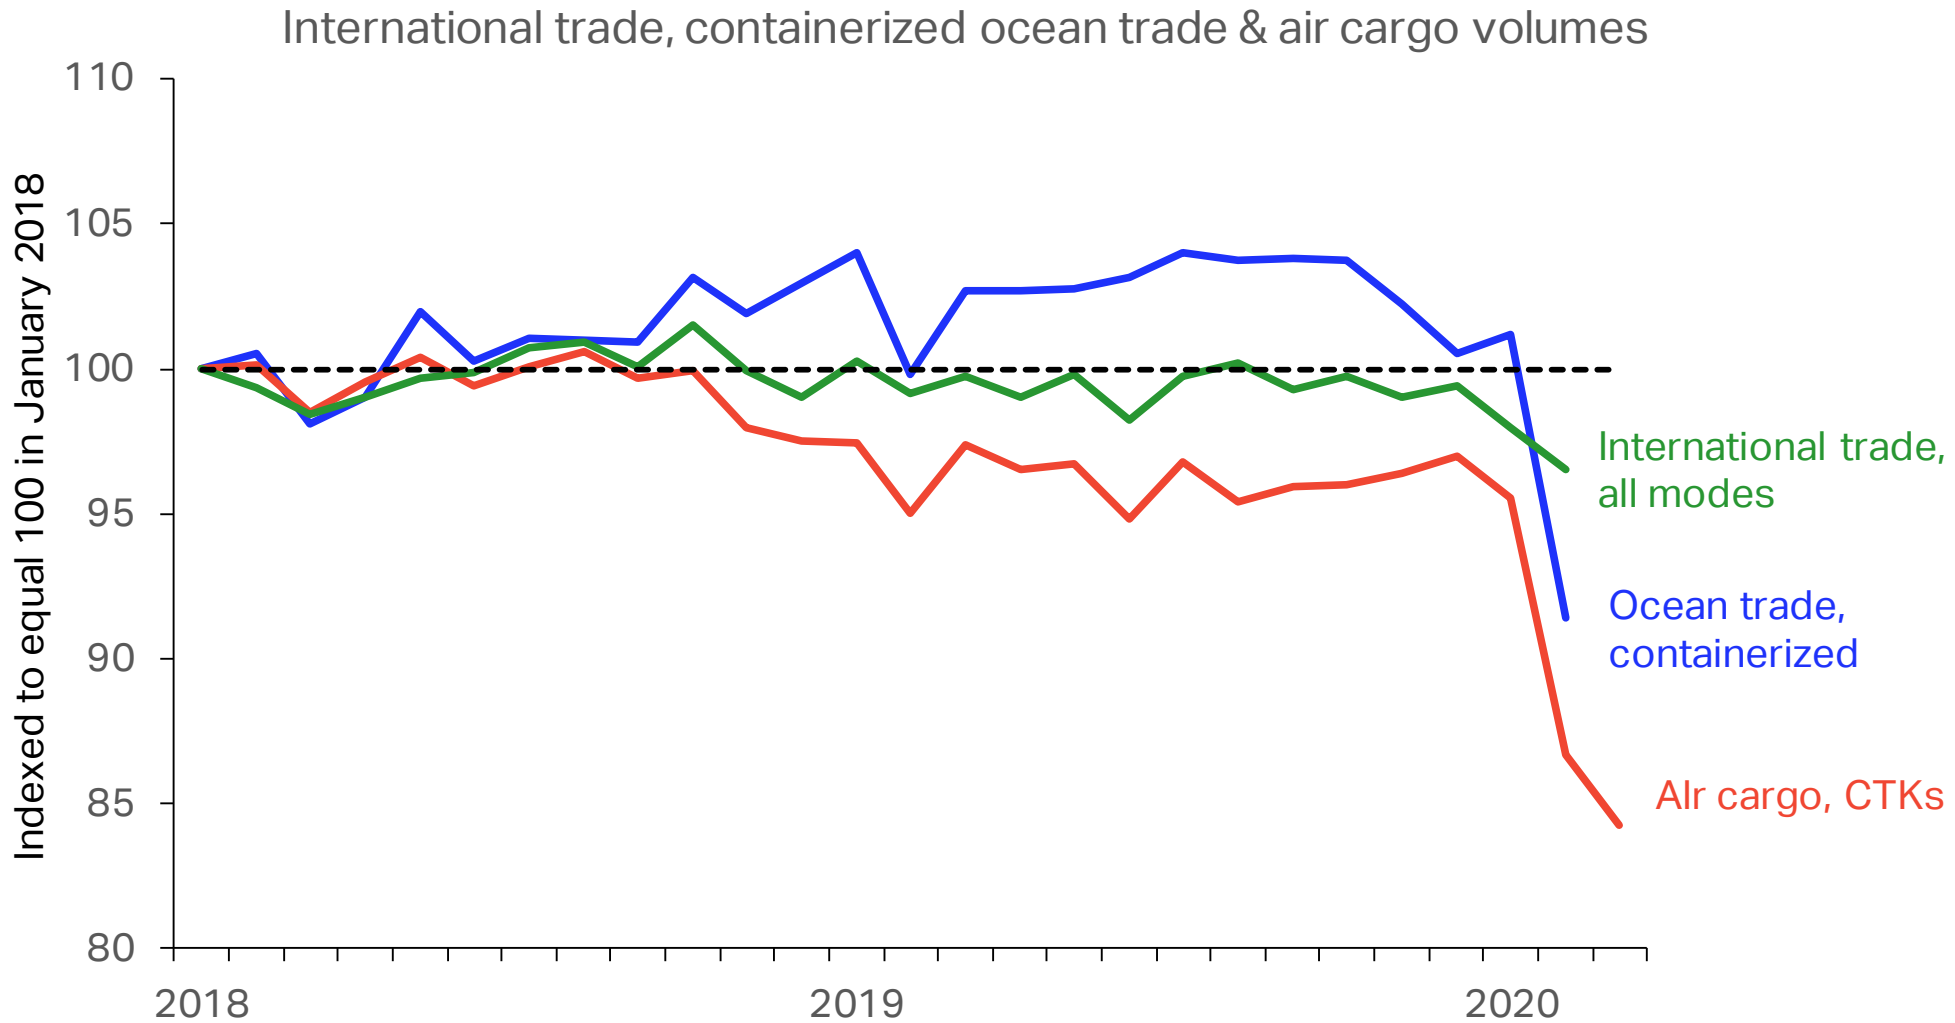 International trade, containerized ocean trade & air cargo volumes
Indexed to equal 100 in January 2018
110
105
100
95
90
85
80
2018
2019
2020
International trade,
all modes
Ocean trade,
containerized
AIr cargo, CTKs